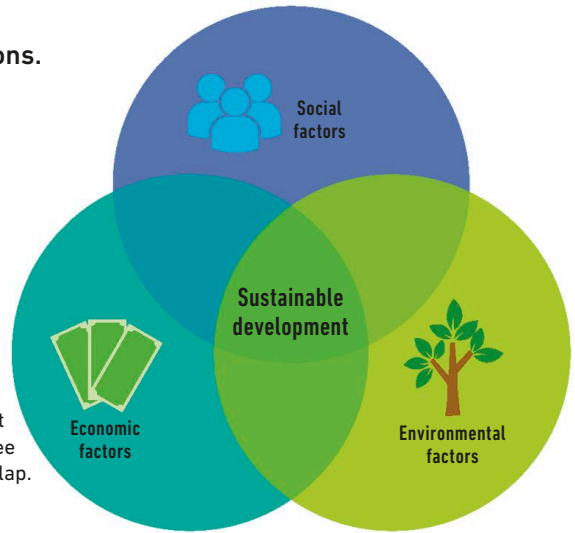 ons.
Social
factors
Sustainable
development
Economic
factors
Environmental
factors
t
ee
lap.